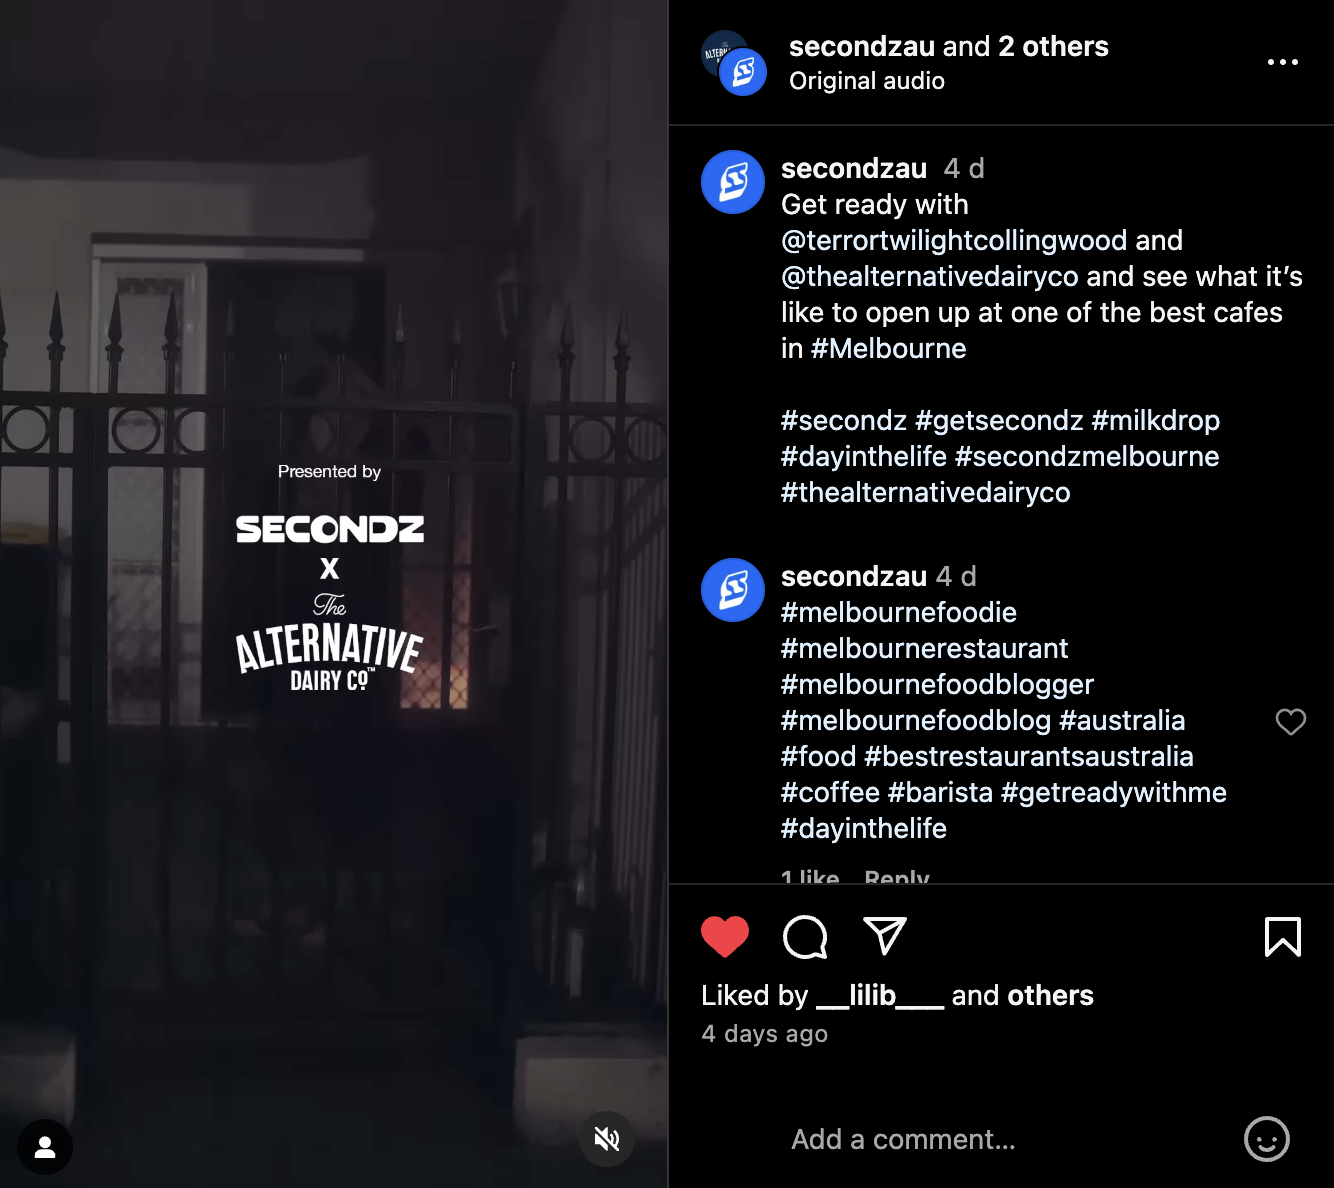 Presented by
SECONDZ
X
The
ALTERNATIVE
DAIRY CO™
secondzau and 2 others
Original audio
secondzau 4 d
Get ready with
@terrortwilightcollingwood and
@thealternativedairyco and see what it’s
like to open up at one of the best cafes
in #Melbourne
#secondz #getsecondz #milkdrop
#dayinthelife #secondzmelbourne
#thealternativedairyco
secondzau 4 d
#melbournefoodie
#melbournerestaurant
#melbournefoodblogger
#melbournefoodblog #australia
#food #bestrestaurantsaustralia
#coffee #barista #getreadywithme
#dayinthelife
1 like Reply
Liked by __lilib___ and others
4 days ago
Add a comment...